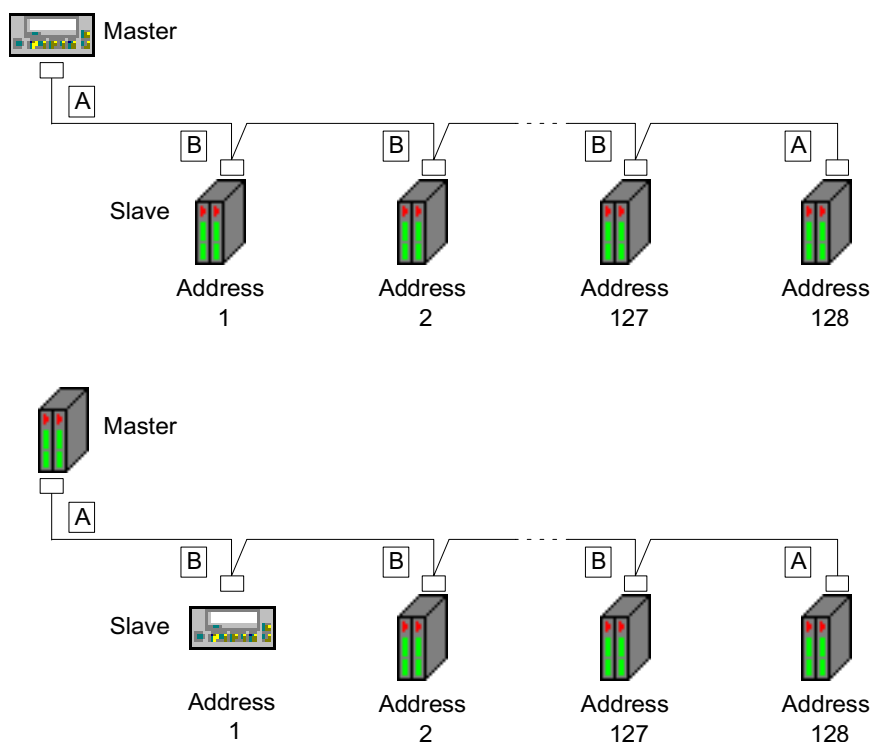 Master
A
B B B A
Slave
Address Address Address Address
1 2 127 128
Master
A
B B B A
Slave
Address Address Address Address
1 2 127 128